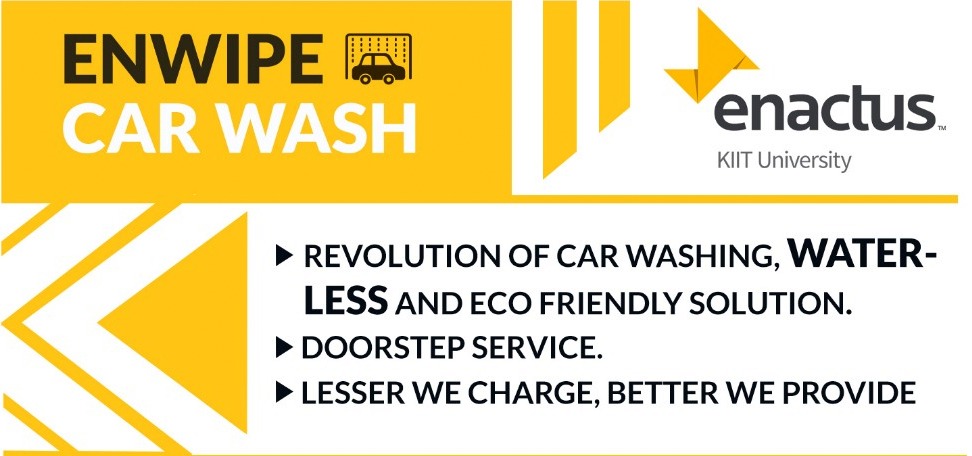 ENWIPE
CAR WASH
enactus™
KIIT University
REVOLUTION OF CAR WASHING, WATER-
LESS AND ECO FRIENDLY SOLUTION.
DOORSTEP SERVICE.
LESSER WE CHARGE, BETTER WE PROVIDE